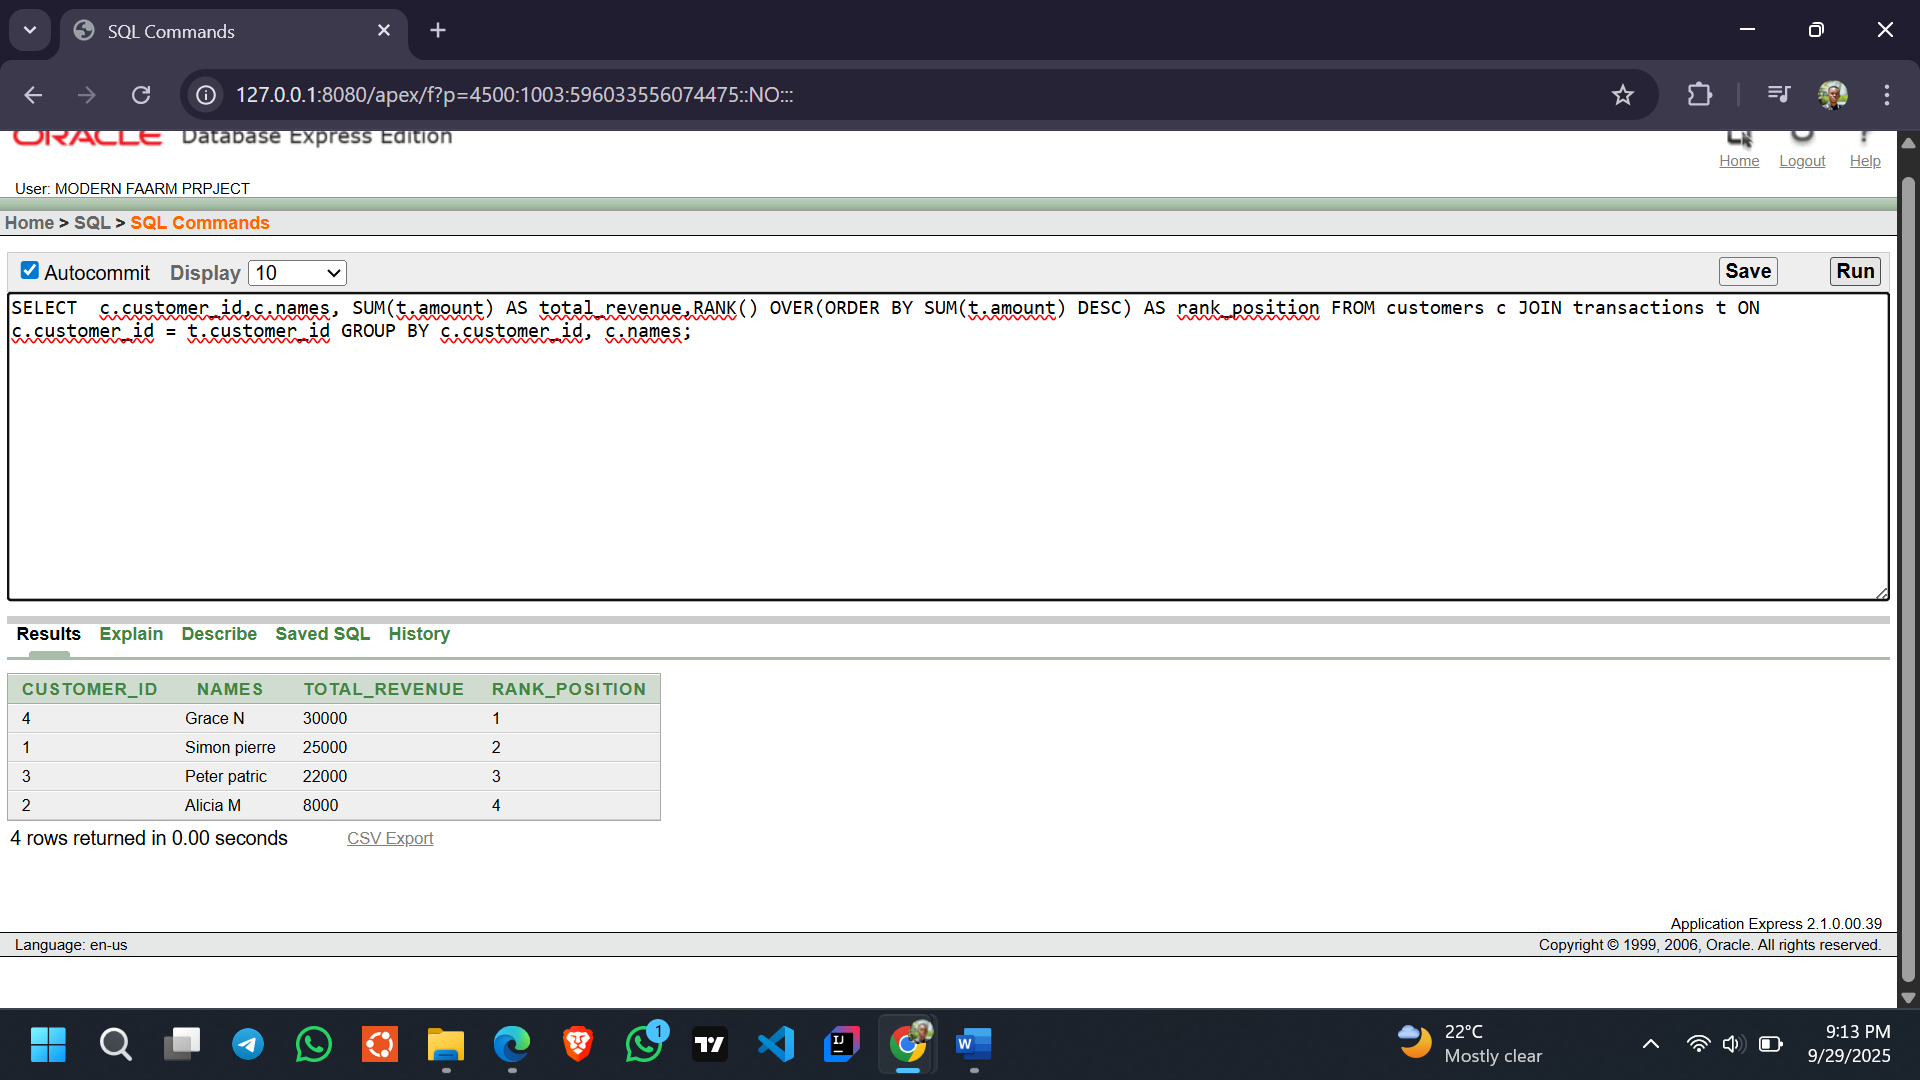 SQL Commands
127.0.0.1:8080/apex/f?p=4500:1003:596033556074475::NO:::
ORACLE Database Express Edition
Home Logout Help
User: MODERN FAARM PRPJECT
Home > SQL > SQL Commands
Autocommit Display 10 Save Run
SELECT  c.customer_id,c.names, SUM(t.amount) AS total_revenue,RANK() OVER(ORDER BY SUM(t.amount) DESC) AS rank_position FROM customers c JOIN transactions t ON
c.customer_id = t.customer_id GROUP BY c.customer_id, c.names;
Results Explain Describe Saved SQL History
CUSTOMER_ID NAMES TOTAL_REVENUE RANK_POSITION
4 Grace N 30000 1
1 Simon pierre 25000 2
3 Peter patric 22000 3
2 Alicia M 8000 4
4 rows returned in 0.00 seconds CSV Export
Application Express 2.1.0.00.39
Language: en-us Copyright © 1999, 2006, Oracle. All rights reserved.
1
IJ
W
22°C
Mostly clear
9:13 PM
9/29/2025